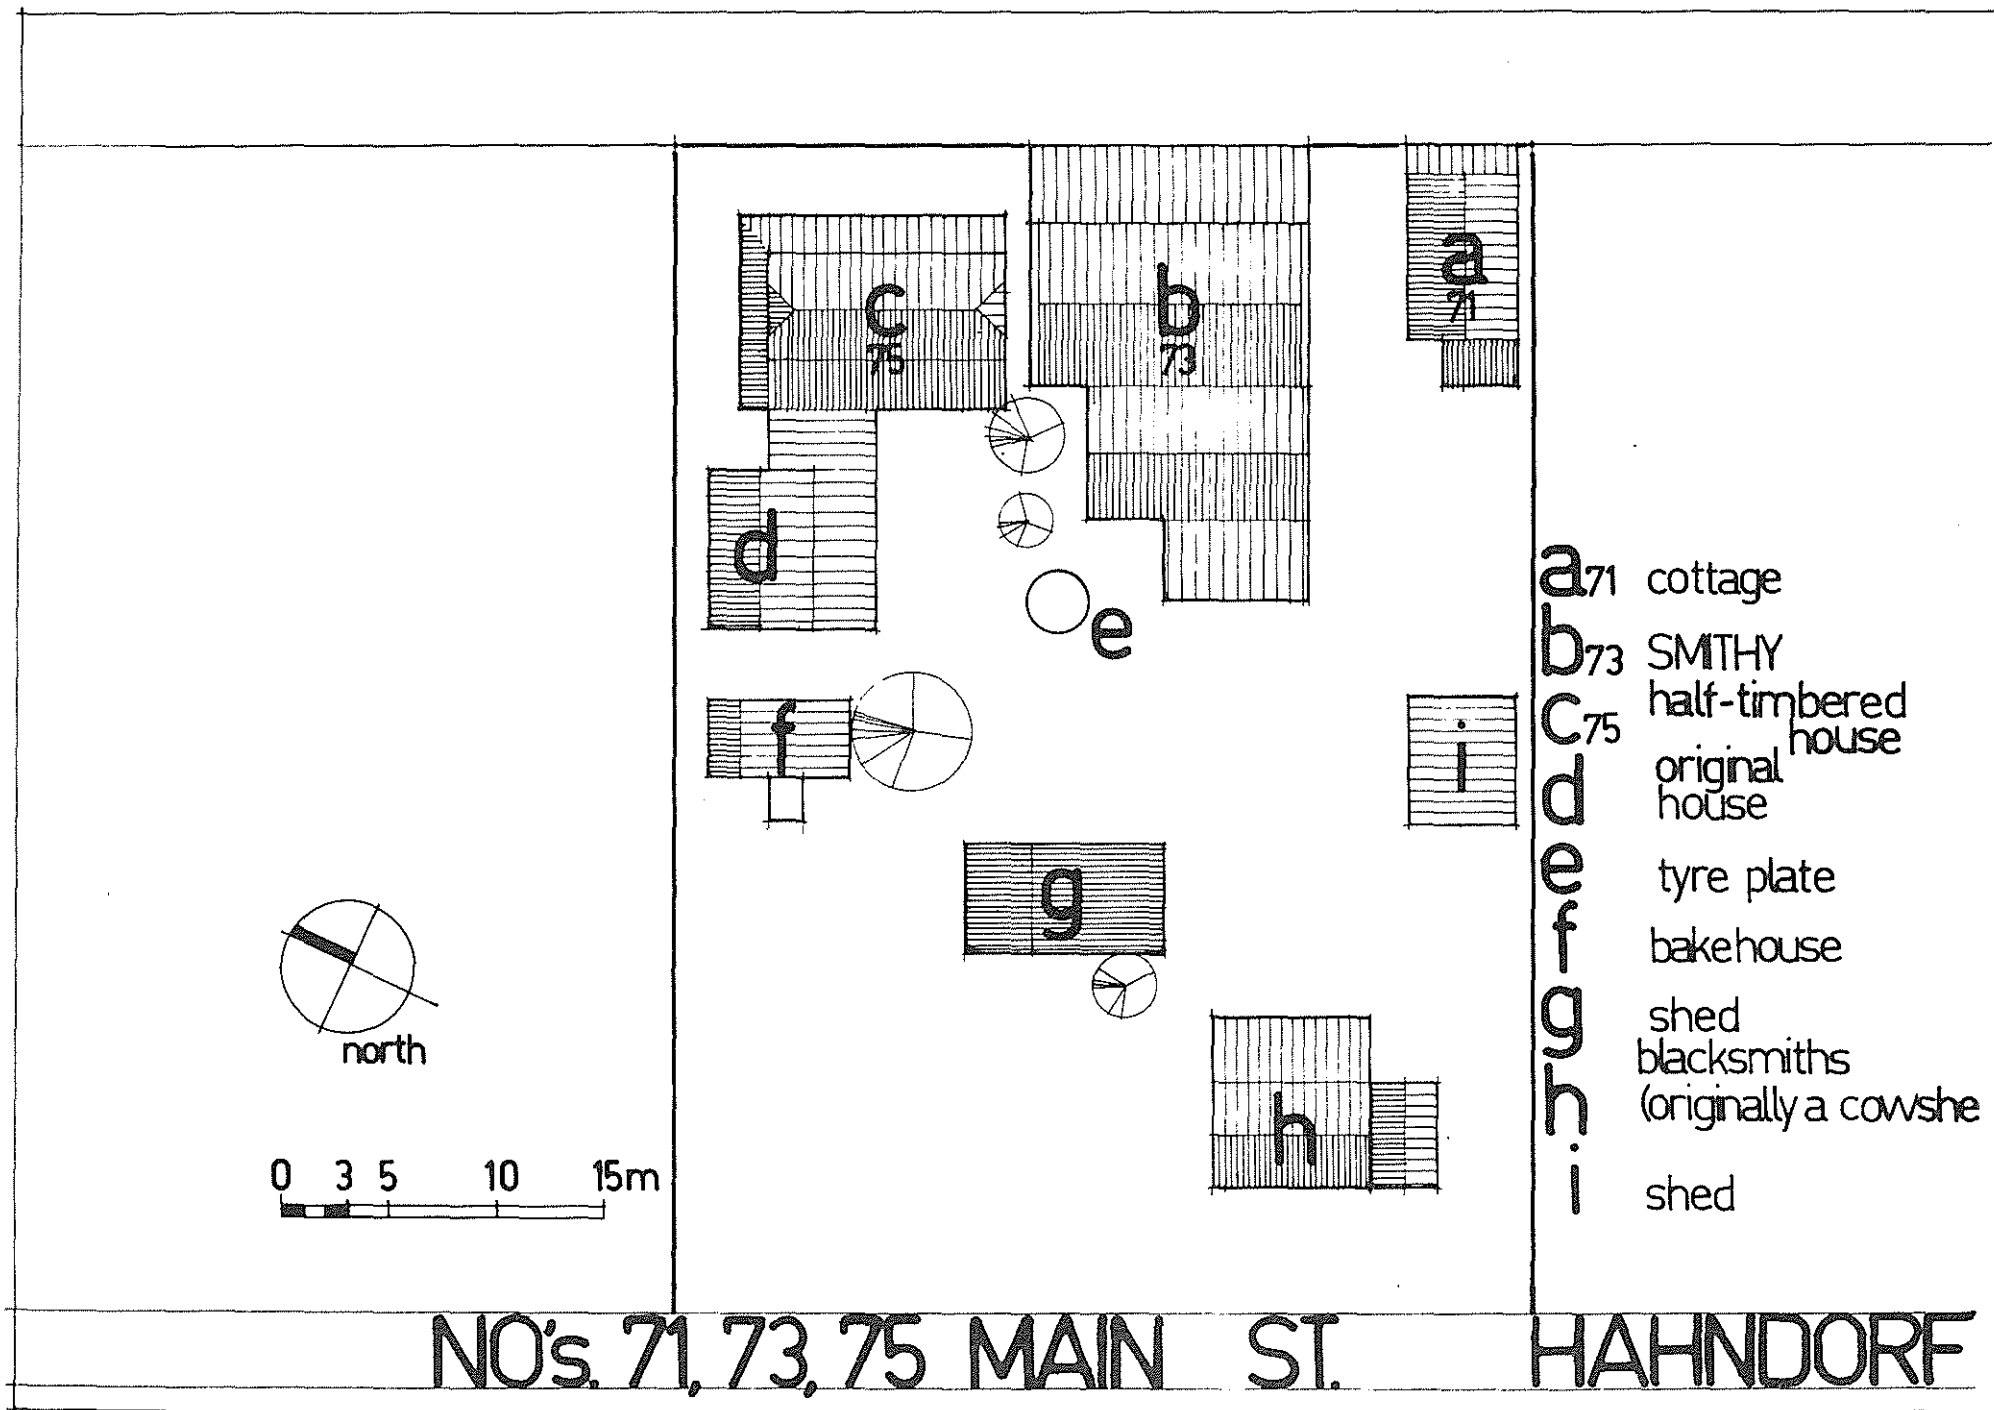 a
71
b
73
c
75
d
e
f
g
h
i
a71 cottage
b73 SMITHY
c75 half-timbered
house
d original
house
e tyre plate
f bakehouse
g shed
h blacksmiths
(originally a cowshe
i shed
north
0 3 5 10 15m
NO's. 71, 73, 75 MAIN ST. HAHNDORF